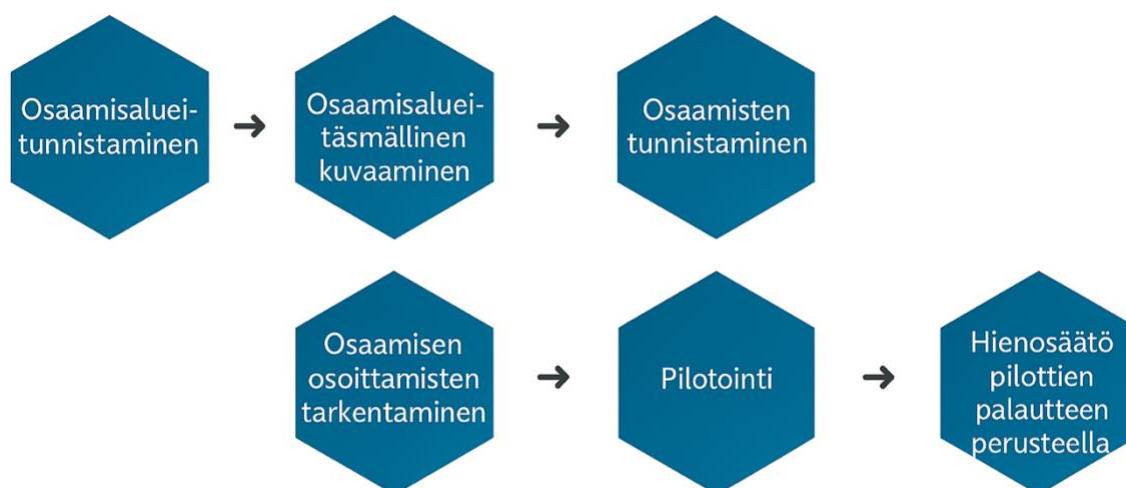 Osaamisaluei-
tunnistaminen
Osaamisaluei-
täsmällinen
kuvaaminen
Osaamisten
tunnistaminen
Osaamisen
osoittamisten
tarkentaminen
Pilotointi
Hienosäätö
pilottien
palautteen
perusteella